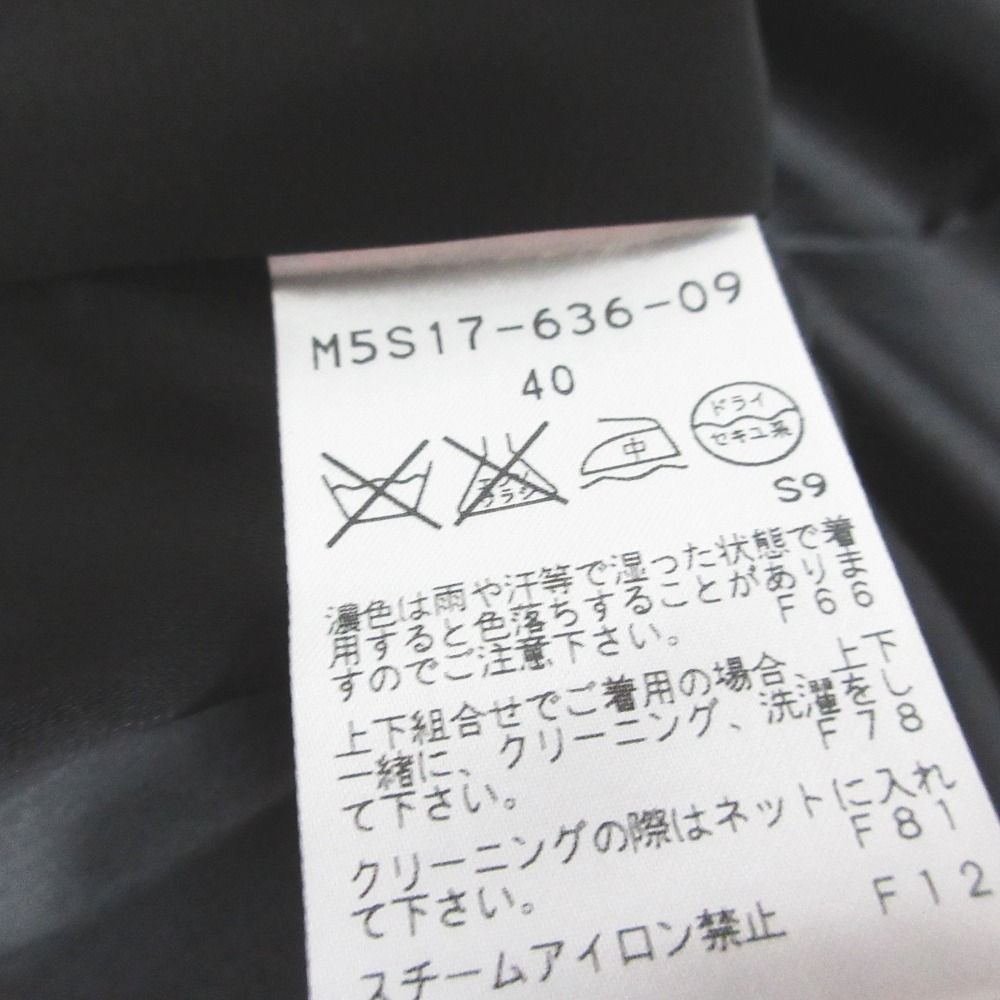 M5S17-636-09
40
中
ドライ
セキユ系
S9
濃色は雨や汗等で湿った状態で着
用すると色落ちすることがありま
すのでご注意下さい。 F66
上下組合せでご着用の場合、上下
一緒に、クリーニング、洗濯をし
て下さい。 F78
クリーニングの際はネットに入れ
て下さい。 F81
F12
スチームアイロン禁止